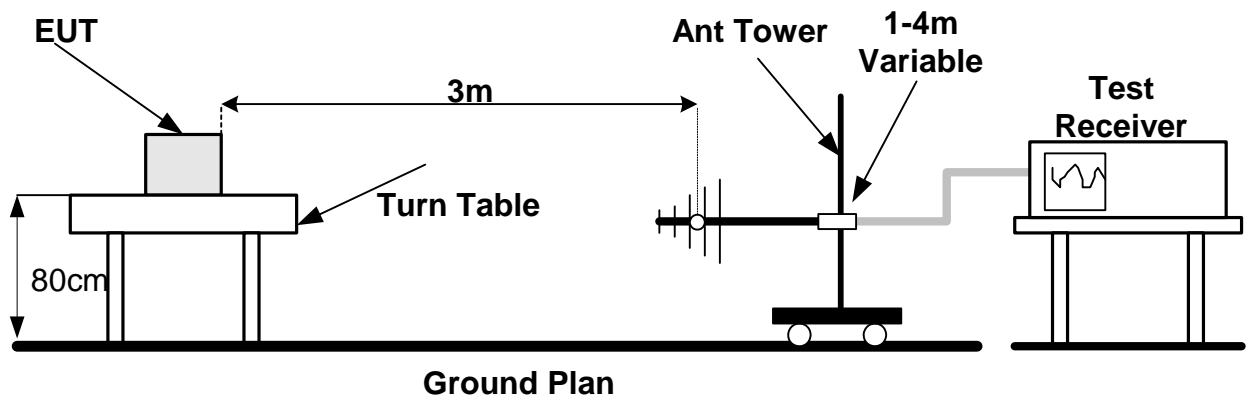 EUT
Ant Tower
1-4m
Variable
3m
Test
Receiver
Turn Table
80cm
Ground Plan